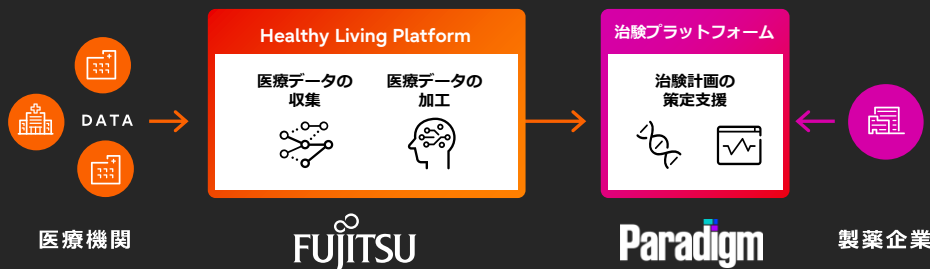 Healthy Living Platform
治験プラットフォーム
医療データの
収集
医療データの
加工
治験計画の
策定支援
DATA
医療機関
FUJITSU
Paradigm
製薬企業